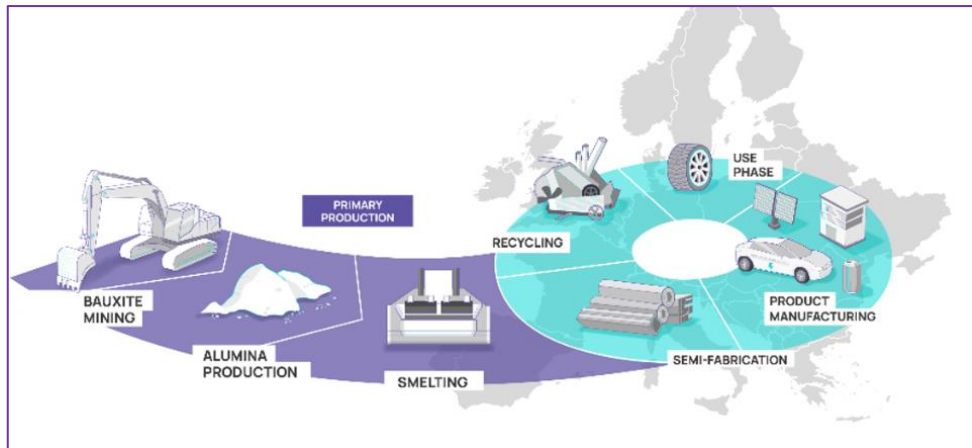 PRIMARY
PRODUCTION
BAUXITE
MINING
ALUMINA
PRODUCTION
SMELTING
RECYCLING
USE
PHASE
PRODUCT
MANUFACTURING
SEMI-FABRICATION